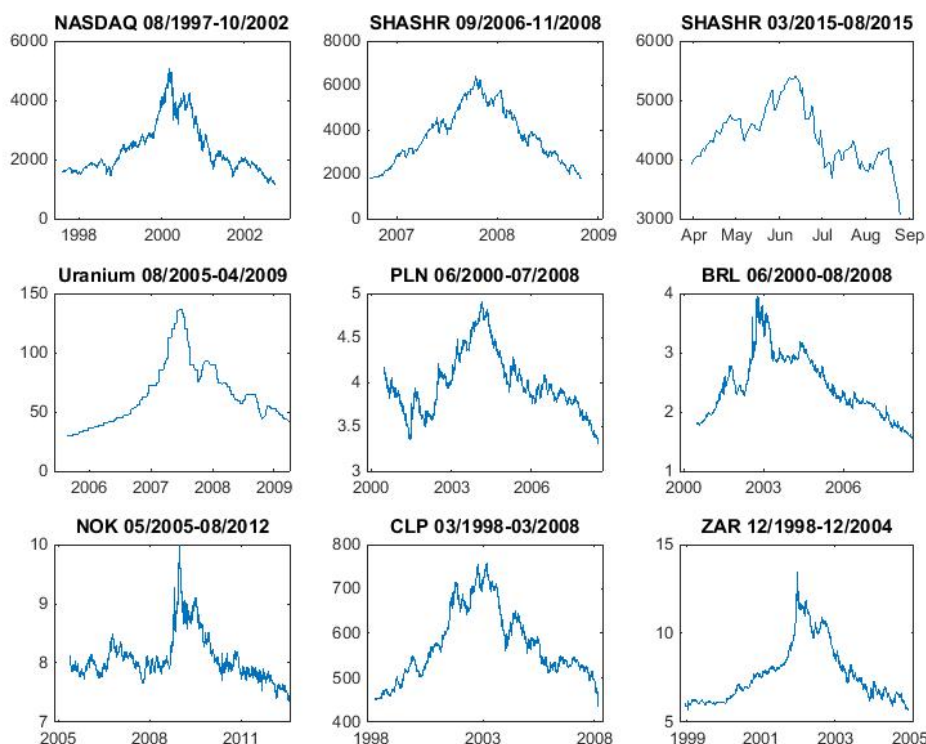 NASDAQ 08/1997-10/2002
6000
4000
2000
0
1998 2000 2002
SHASHR 09/2006-11/2008
8000
6000
4000
2000
0
2007 2008 2009
SHASHR 03/2015-08/2015
6000
5000
4000
3000
Apr May Jun Jul Aug Sep
Uranium 08/2005-04/2009
150
100
50
0
2006 2007 2008 2009
PLN 06/2000-07/2008
5
4.5
4
3.5
3
2000 2003 2006
BRL 06/2000-08/2008
4
3
2
1
2000 2003 2006
NOK 05/2005-08/2012
10
9
8
7
2005 2008 2011
CLP 03/1998-03/2008
800
700
600
500
400
1998 2003 2008
ZAR 12/1998-12/2004
15
10
5
1999 2001 2003 2005